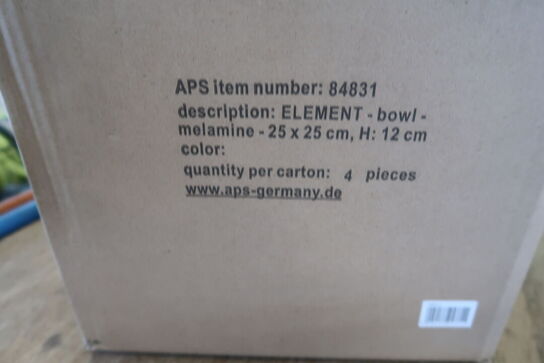 APS item number: 84831
description: ELEMENT - bowl -
melamine - 25 x 25 cm, H: 12 cm
color:
quantity per carton: 4 pieces
www.aps-germany.de